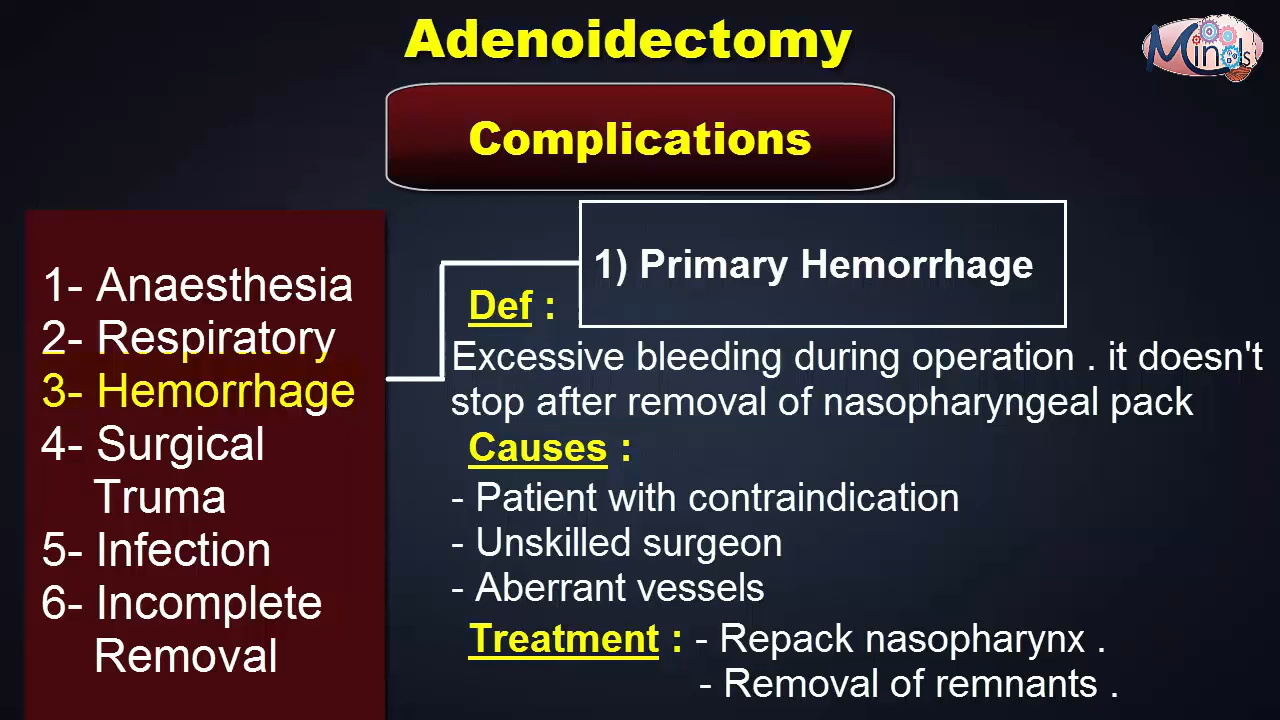 Adenoidectomy
Minds
Complications
1- Anaesthesia
2- Respiratory
3- Hemorrhage
4- Surgical
Truma
5- Infection
6- Incomplete
Removal
1) Primary Hemorrhage
Def :
Excessive bleeding during operation . it doesn't
stop after removal of nasopharyngeal pack
Causes :
- Patient with contraindication
- Unskilled surgeon
- Aberrant vessels
Treatment : - Repack nasopharynx .
- Removal of remnants .